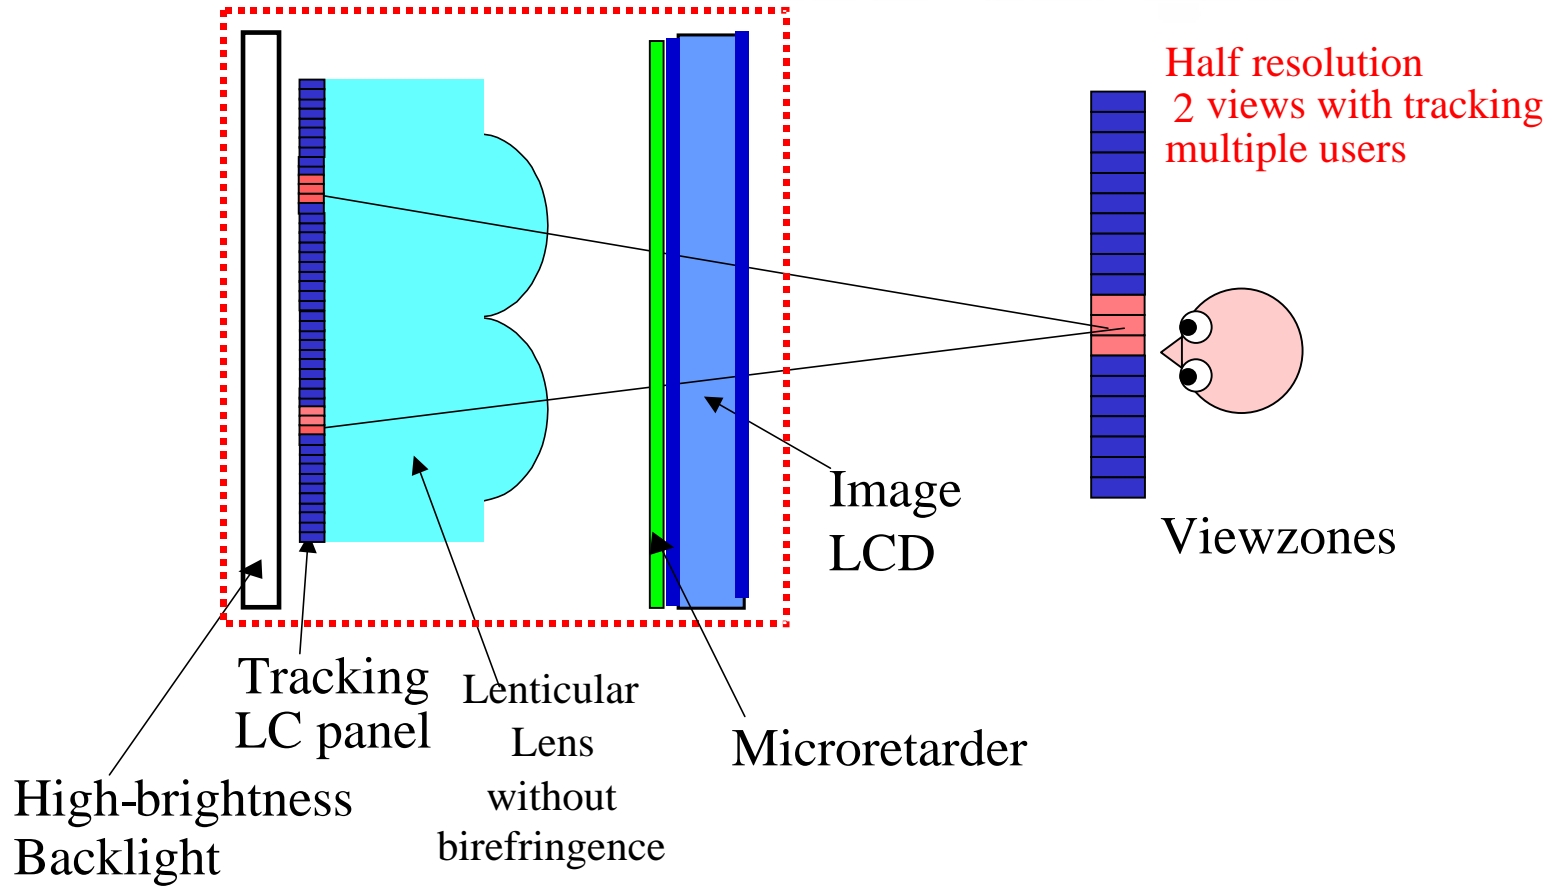 Half resolution
2 views with tracking
multiple users
Image
LCD
Viewzones
Tracking
LC panel
Lenticular
Lens
without
birefringence
Microretarder
High-brightness
Backlight